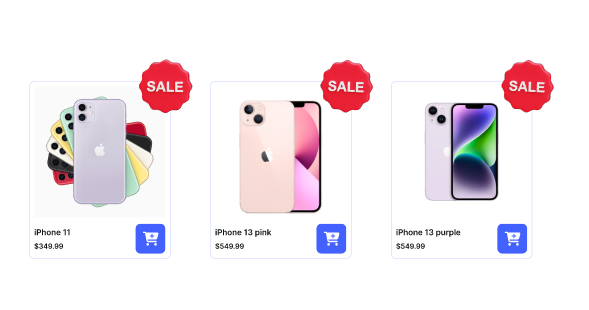 SALE
iPhone 11
$349.99
SALE
iPhone 13 pink
$549.99
SALE
iPhone 13 purple
$549.99